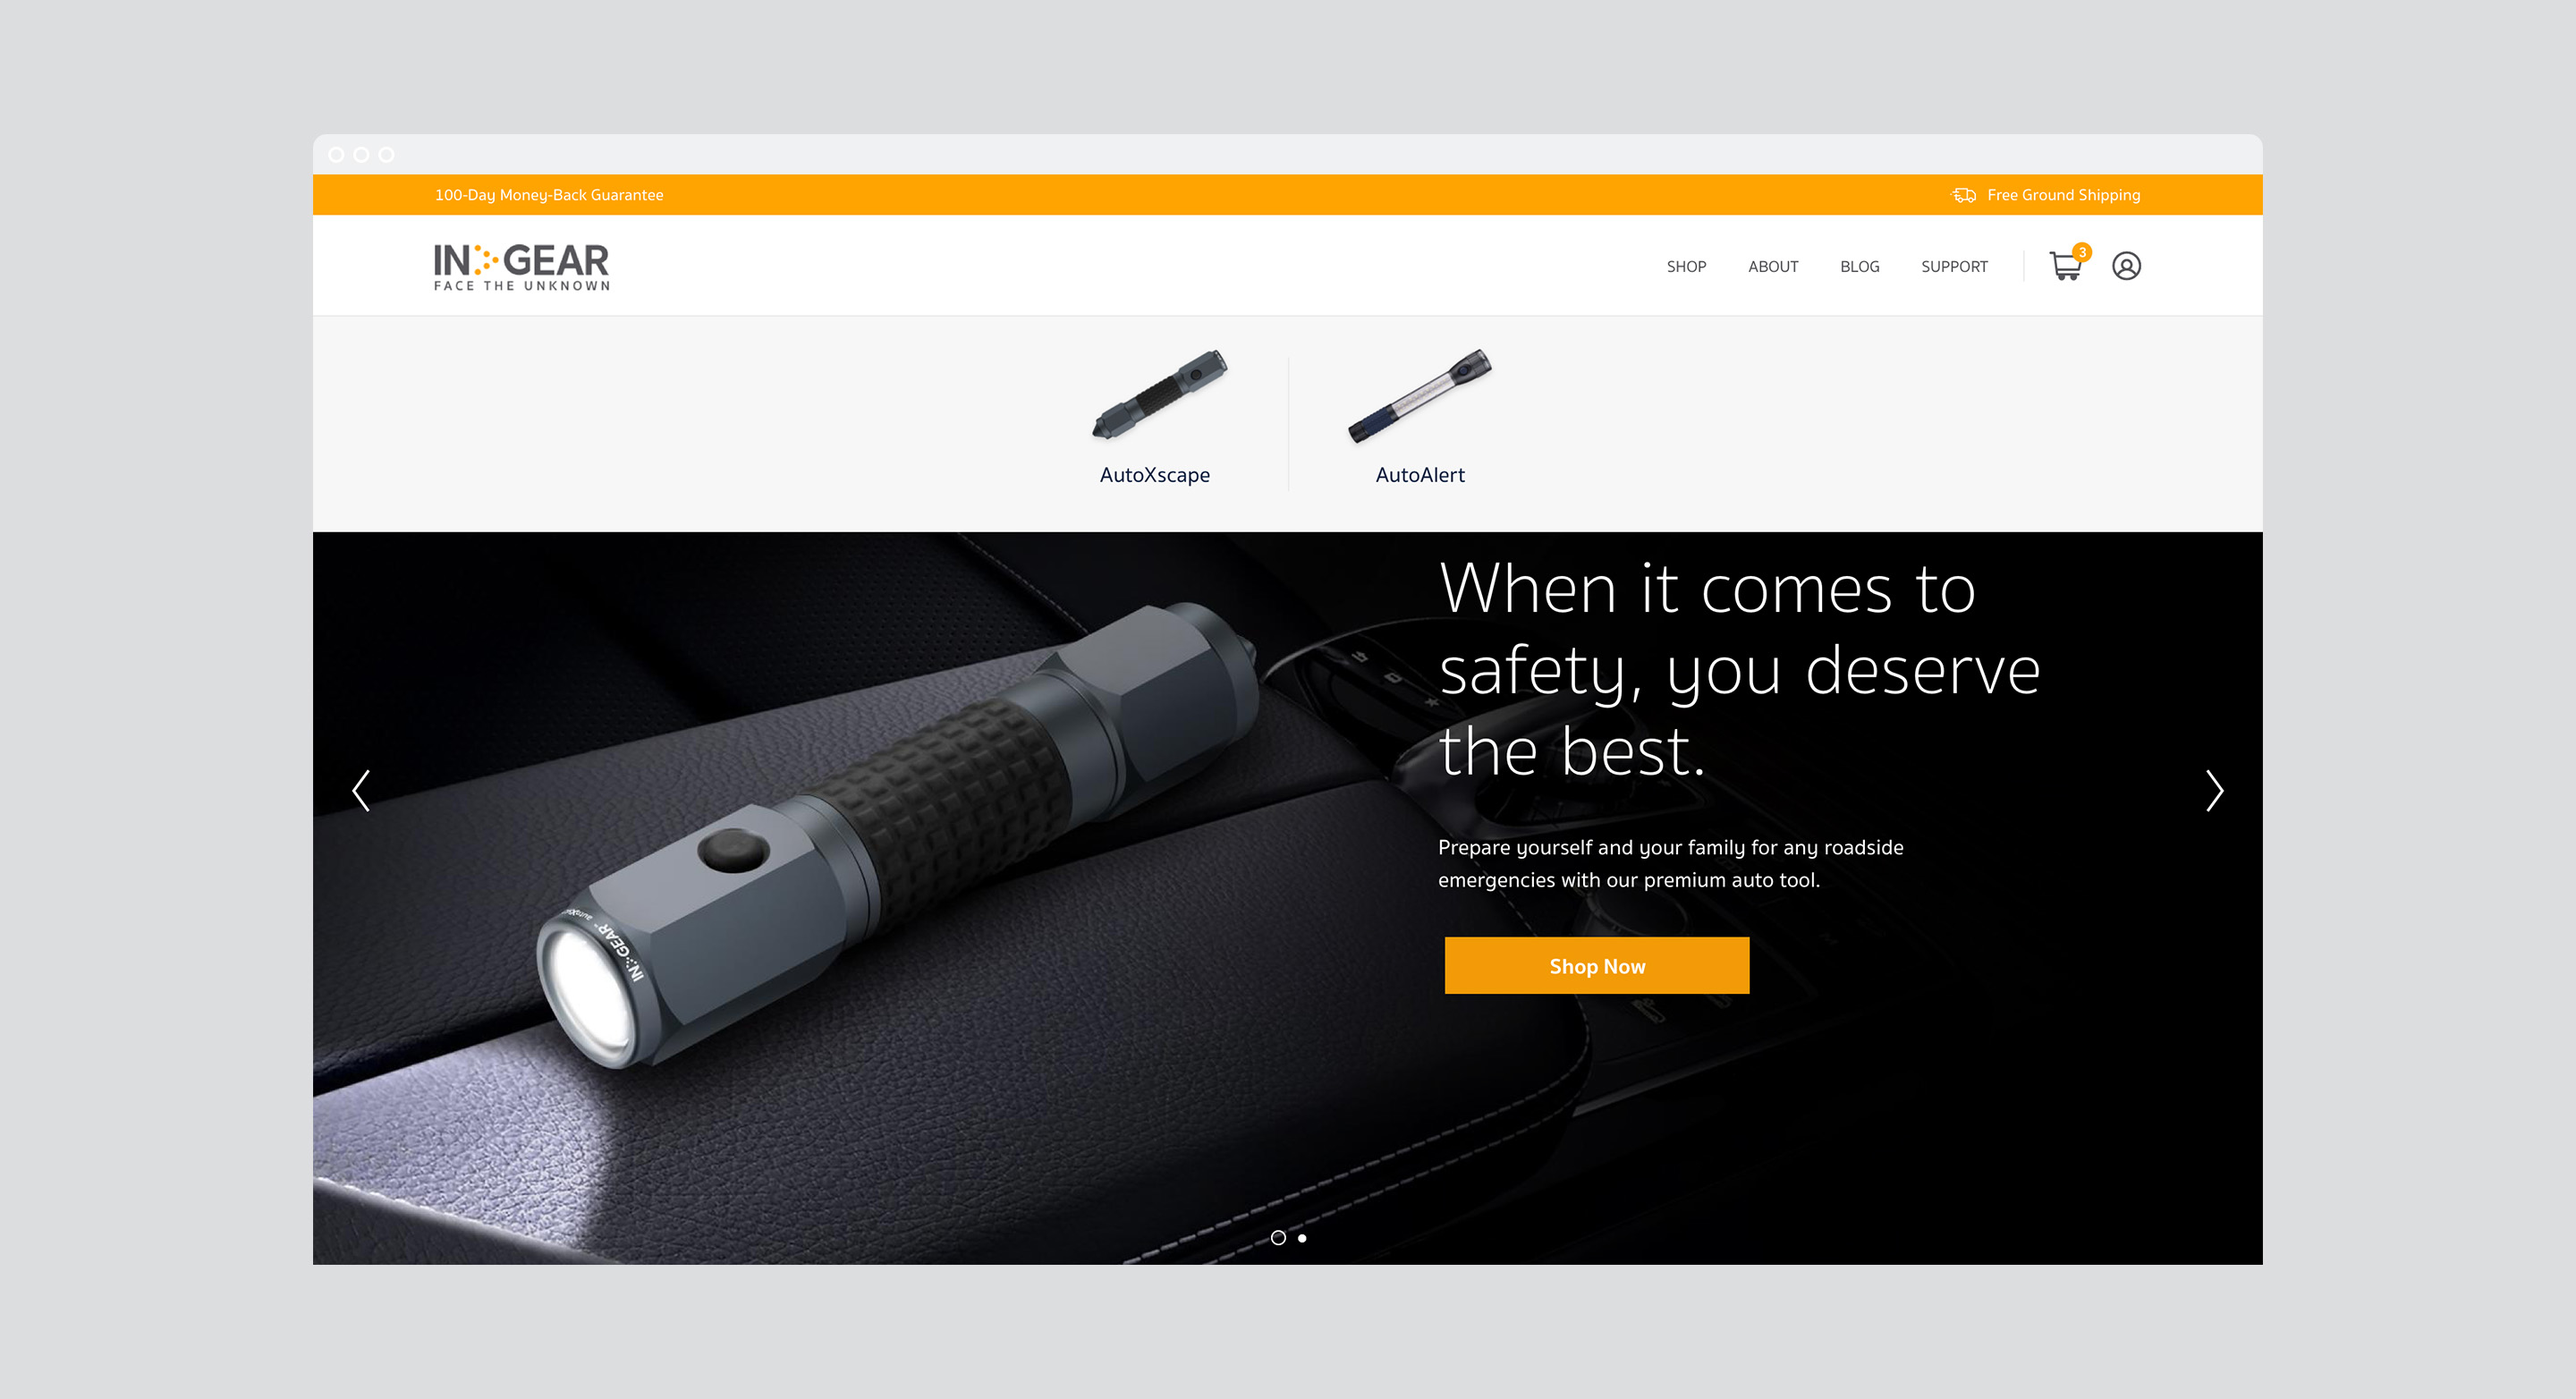 100-Day Money-Back Guarantee
Free Ground Shipping
IN GEAR
FACE THE UNKNOWN
SHOP
ABOUT
BLOG
SUPPORT
3
AutoXscape
AutoAlert
When it comes to
safety, you deserve
the best.
Prepare yourself and your family for any roadside
emergencies with our premium auto tool.
Shop Now
IN GEAR